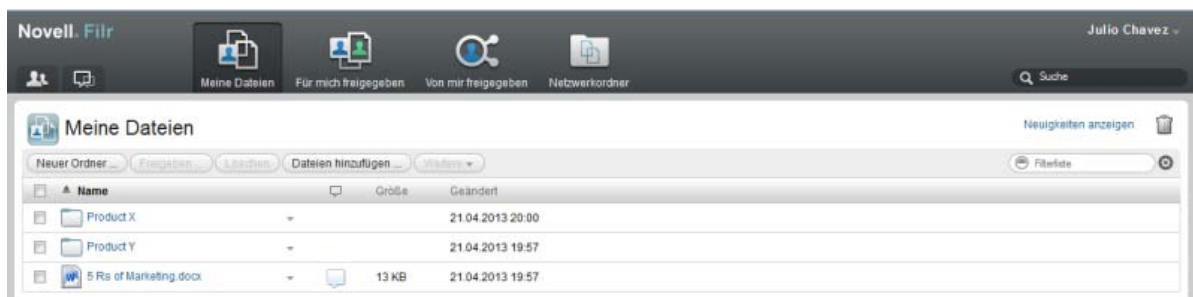 Novell. Filr
Julio Chavez
Meine Dateien
Für mich freigegeben
Von mir freigegeben
Netzwerkordner
Suche
Meine Dateien
Neuigkeiten anzeigen
Neuer Ordner ...
Freigeben ...
Löschen ...
Dateien hinzufügen ...
Weitere
Filterliste
Name
Größe
Geändert
Product X
21.04.2013 20:00
Product Y
21.04.2013 19:57
5 Rs of Marketing.docx
13 KB
21.04.2013 19:57